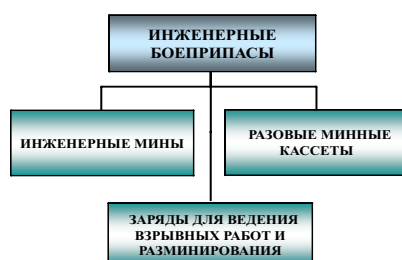 ИНЖЕНЕРНЫЕ
БОЕПРИПАСЫ
ИНЖЕНЕРНЫЕ МИНЫ
РАЗОВЫЕ МИННЫЕ
КАССЕТЫ
ЗАРЯДЫ ДЛЯ ВЕДЕНИЯ
ВЗРЫВНЫХ РАБОТ И
РАЗМИНИРОВАНИЯ